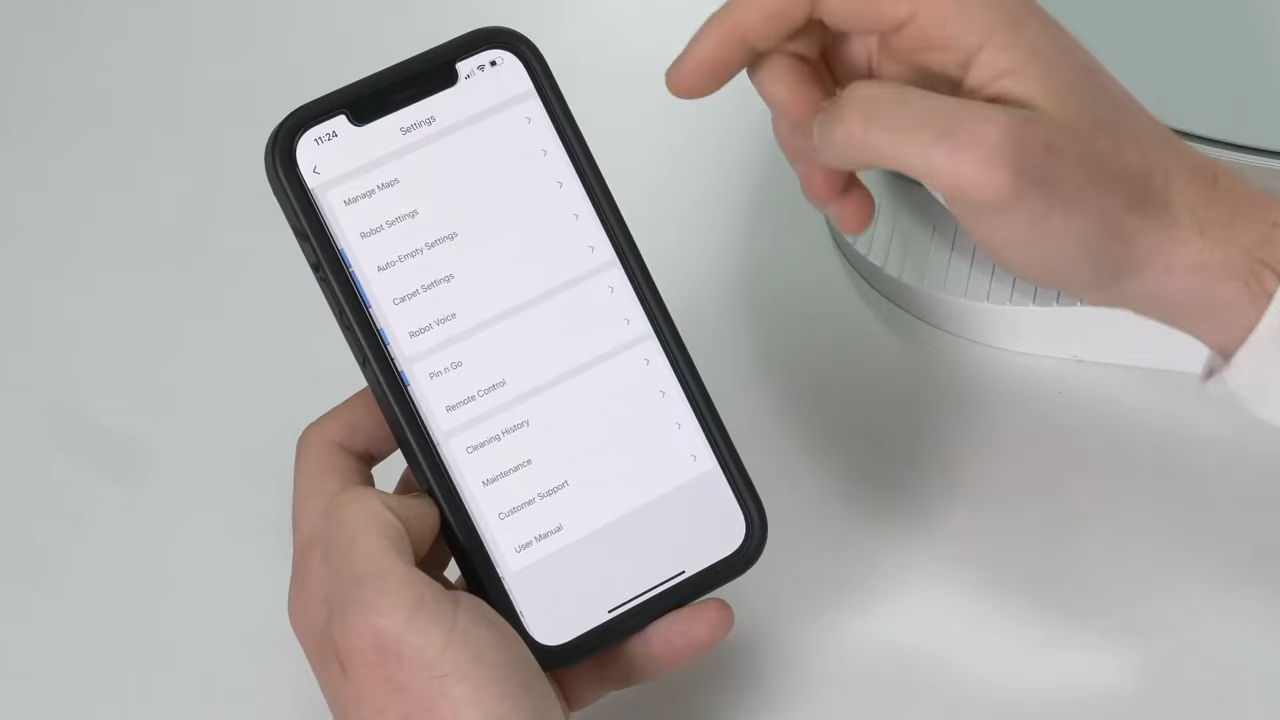 11:24
Settings
Manage Maps
Robot Settings
Auto-Empty Settings
Carpet Settings
Robot Voice
Pin n Go
Remote Control
Cleaning History
Maintenance
Customer Support
User Manual